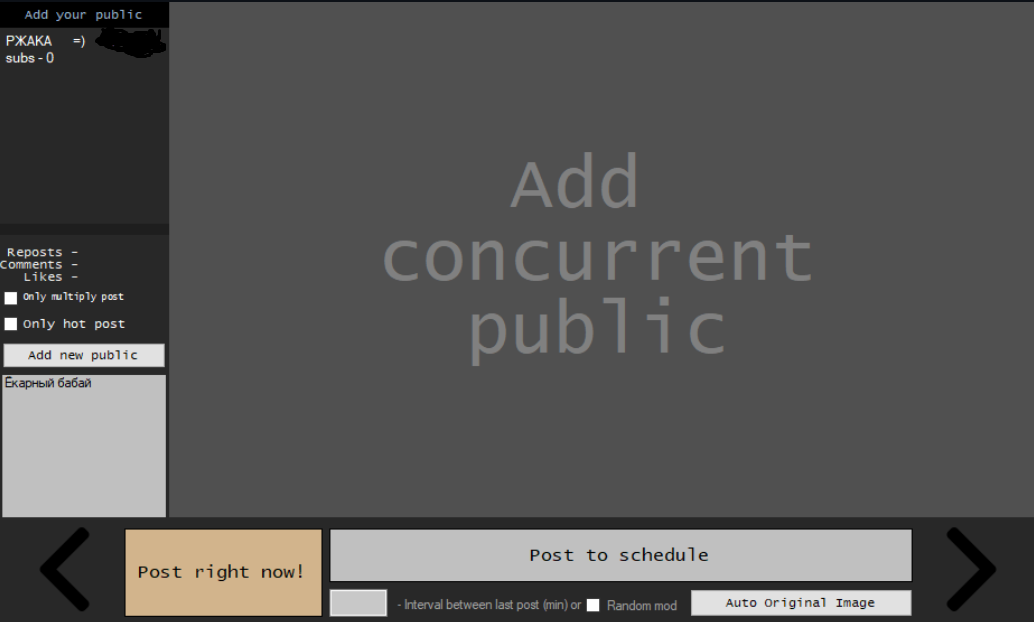 Add your public
РЖАКА =)
subs - 0
Add
concurrent
public
Reposts -
Comments -
Likes -
Only multiply post
Only hot post
Add new public
Ёкарный бабай
Post right now!
Post to schedule
- Interval between last post (min) or
Random mod
Auto Original Image